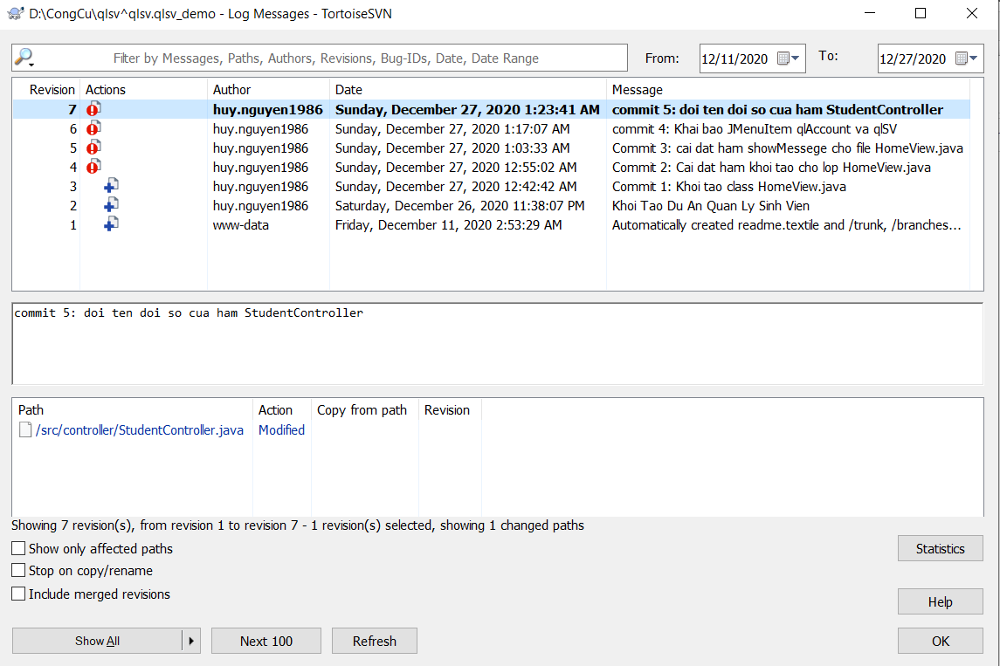 D:\CongCu\qlsv^qlsv.qlsv_demo - Log Messages - TortoiseSVN
Filter by Messages, Paths, Authors, Revisions, Bug-IDs, Date, Date Range From: 12/11/2020 To: 12/27/2020
Revision Actions Author Date Message
7 huy.nguyen1986 Sunday, December 27, 2020 1:23:41 AM commit 5: doi ten doi so cua ham StudentController
6 huy.nguyen1986 Sunday, December 27, 2020 1:17:07 AM commit 4: Khai bao JMenuItem qlAccount va qlSV
5 huy.nguyen1986 Sunday, December 27, 2020 1:03:33 AM Commit 3: cai dat ham showMessege cho file HomeView.java
4 huy.nguyen1986 Sunday, December 27, 2020 12:55:02 AM Commit 2: Cai dat ham khoi tao cho lop HomeView.java
3 huy.nguyen1986 Sunday, December 27, 2020 12:42:42 AM Commit 1: Khoi tao class HomeView.java
2 huy.nguyen1986 Saturday, December 26, 2020 11:38:07 PM Khoi Tao Du An Quan Ly Sinh Vien
1 www-data Friday, December 11, 2020 2:53:29 AM Automatically created readme.textile and /trunk, /branches...
commit 5: doi ten doi so cua ham StudentController
Path Action Copy from path Revision
/src/controller/StudentController.java Modified
Showing 7 revision(s), from revision 1 to revision 7 - 1 revision(s) selected, showing 1 changed paths
Show only affected paths Statistics
Stop on copy/rename
Include merged revisions Help
Show All Next 100 Refresh OK